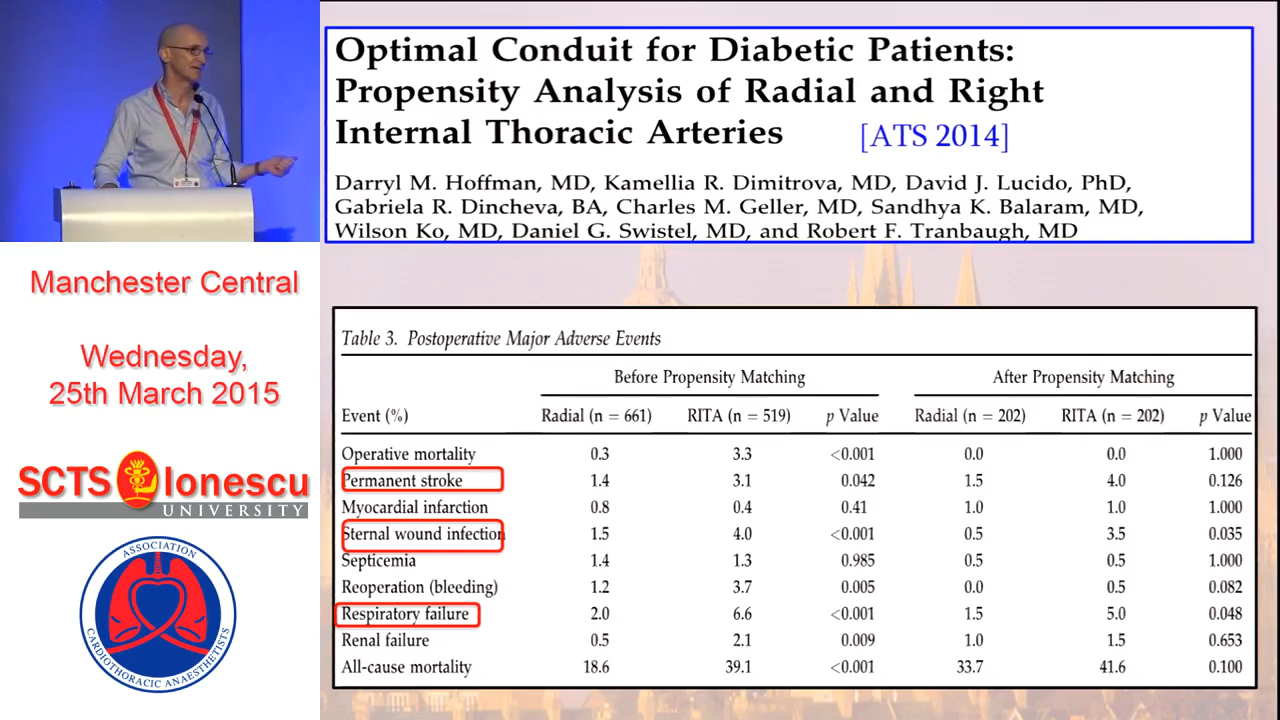 Optimal Conduit for Diabetic Patients:
Propensity Analysis of Radial and Right
Internal Thoracic Arteries [ATS 2014]
Darryl M. Hoffman, MD, Kamellia R. Dimitrova, MD, David J. Lucido, PhD,
Gabriela R. Dincheva, BA, Charles M. Geller, MD, Sandhya K. Balaram, MD,
Wilson Ko, MD, Daniel G. Swistel, MD, and Robert F. Tranbaugh, MD
Manchester Central
Wednesday,
25th March 2015
SCTS Ionescu
UNIVERSITY
ASSOCIATION
CARDIOTHORACIC ANAESTHETISTS
Table 3. Postoperative Major Adverse Events
Before Propensity Matching After Propensity Matching
Event (%) Radial (n = 661) RITA (n = 519) p Value Radial (n = 202) RITA (n = 202) p Value
Operative mortality 0.3 3.3 <0.001 0.0 0.0 1.000
Permanent stroke 1.4 3.1 0.042 1.5 4.0 0.126
Myocardial infarction 0.8 0.4 0.41 1.0 1.0 1.000
Sternal wound infection 1.5 4.0 <0.001 0.5 3.5 0.035
Septicemia 1.4 1.3 0.985 0.5 0.5 1.000
Reoperation (bleeding) 1.2 3.7 0.005 0.0 0.5 0.082
Respiratory failure 2.0 6.6 <0.001 1.5 5.0 0.048
Renal failure 0.5 2.1 0.009 1.0 1.5 0.653
All-cause mortality 18.6 39.1 <0.001 33.7 41.6 0.100